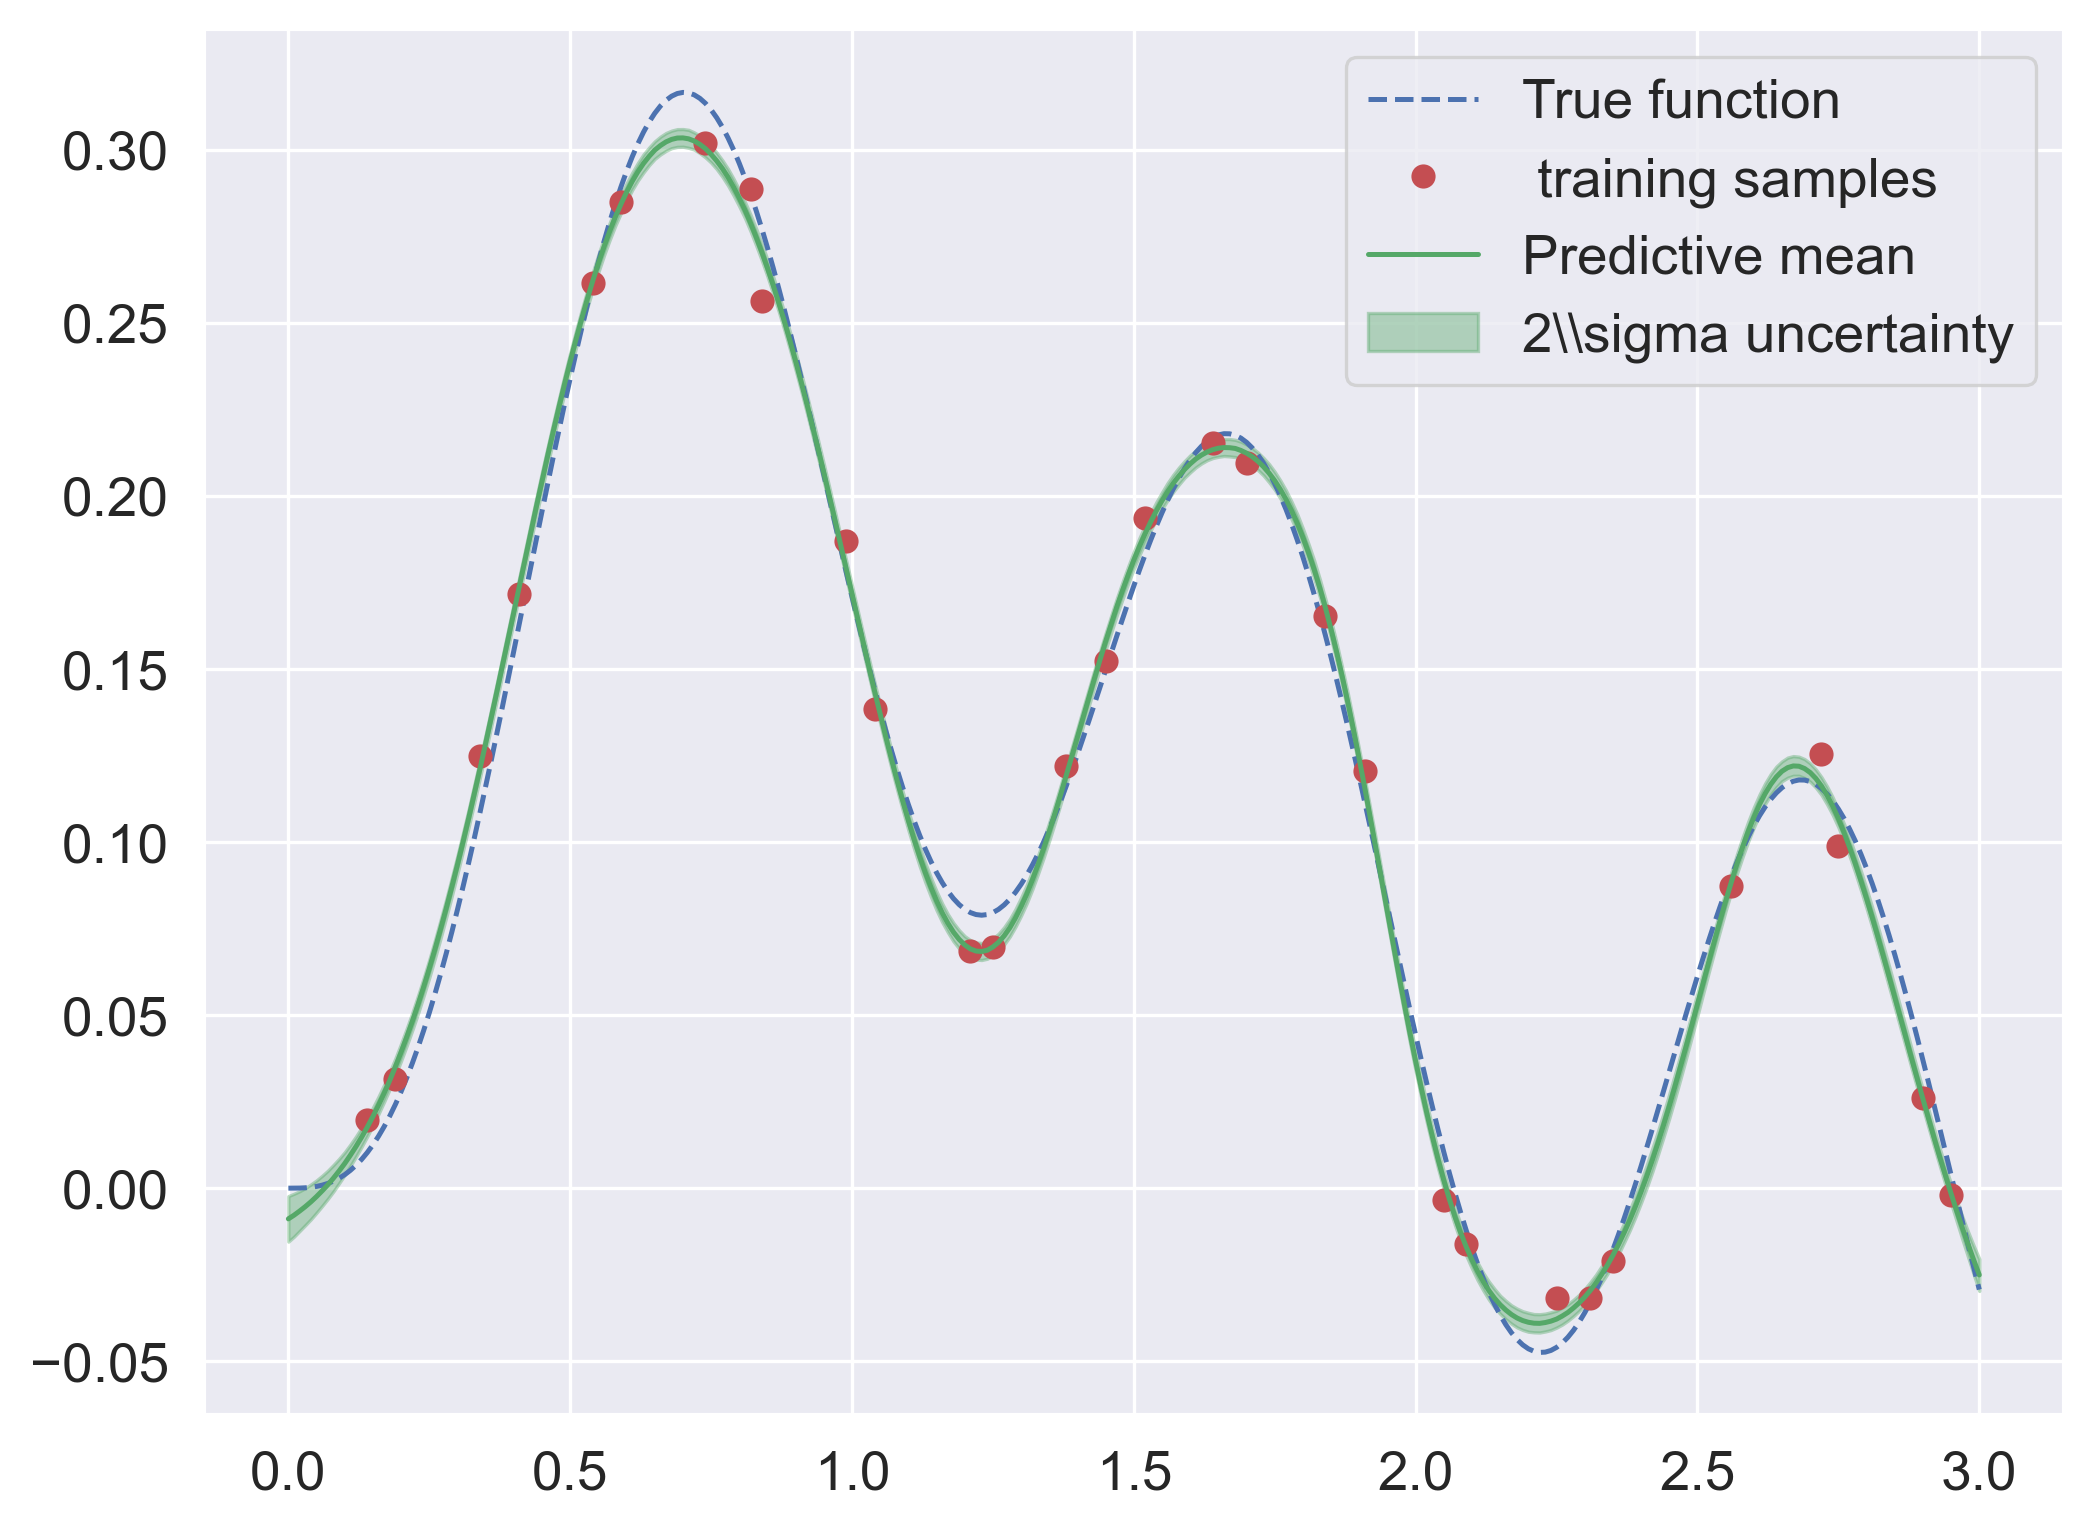 True function
training samples
Predictive mean
2\\sigma uncertainty
0.30
0.25
0.20
0.15
0.10
0.05
0.00
−0.05
0.0 0.5 1.0 1.5 2.0 2.5 3.0